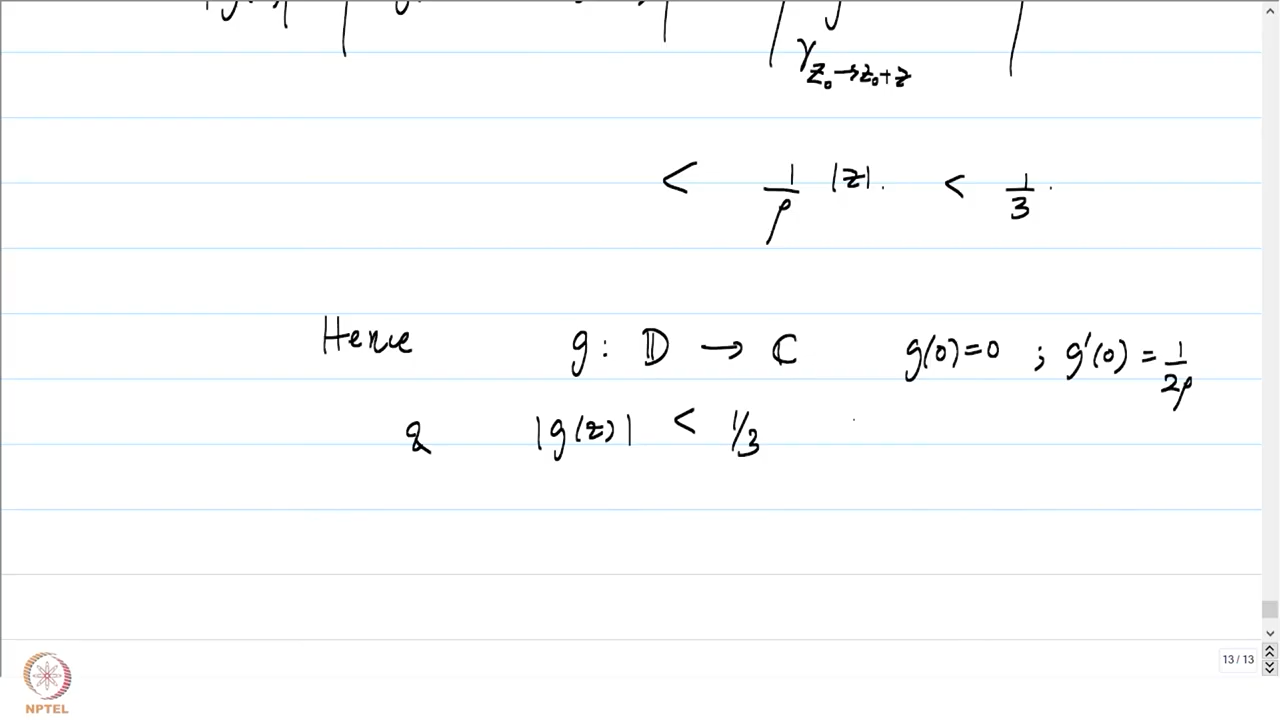 γ_{z₀→z₀+z}
< 1/ρ |z|. < 1/3.
Hence g: 𝔻 → ℂ g(0)=0 ; g'(0) = 1/2ρ
& |g(z)| < 1/3
13 / 13
NPTEL